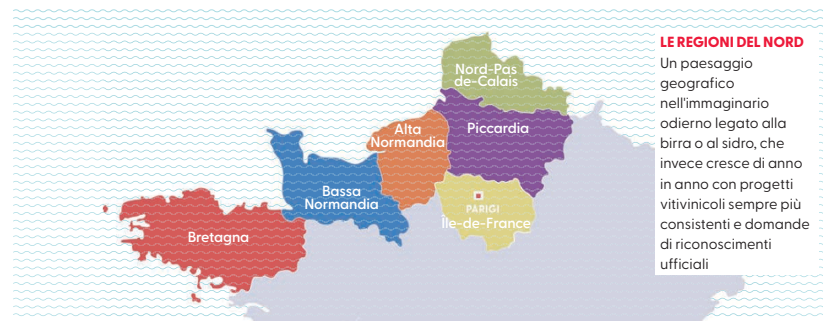 Nord-Pas
de-Calais
Alta
Normandia
Piccardia
Bassa
Normandia
PARIGI
Île-de-France
Bretagna
LE REGIONI DEL NORD
Un paesaggio
geografico
nell'immaginario
odierno legato alla
birra o al sidro, che
invece cresce di anno
in anno con progetti
vitivinicoli sempre più
consistenti e domande
di riconoscimenti
ufficiali